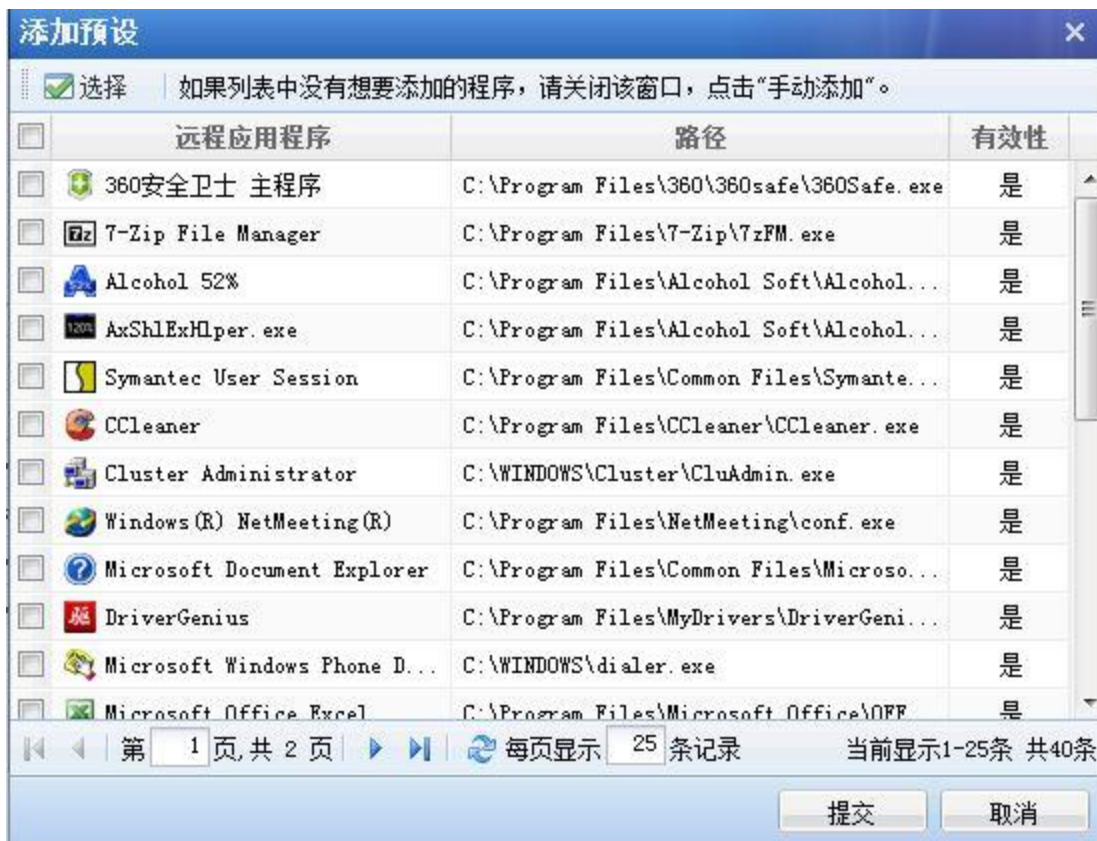 添加预设
选择 如果列表中没有想要添加的程序，请关闭该窗口，点击“手动添加“。
远程应用程序 路径 有效性
360安全卫士 主程序 C:\Program Files\360\360safe\360Safe.exe 是
7-Zip File Manager C:\Program Files\7-Zip\7zFM.exe 是
Alcohol 52% C:\Program Files\Alcohol Soft\Alcohol... 是
AxShlExHlper.exe C:\Program Files\Alcohol Soft\Alcohol... 是
Symantec User Session C:\Program Files\Common Files\Symante... 是
CCleaner C:\Program Files\CCleaner\CCleaner.exe 是
Cluster Administrator C:\WINDOWS\Cluster\CluAdmin.exe 是
Windows(R) NetMeeting(R) C:\Program Files\NetMeeting\conf.exe 是
Microsoft Document Explorer C:\Program Files\Common Files\Microso... 是
DriverGenius C:\Program Files\MyDrivers\DriverGeni... 是
Microsoft Windows Phone D... C:\WINDOWS\dialer.exe 是
Microsoft Office Excel C:\Program Files\Microsoft Office\OFF 是
第 1 页,共 2 页 每页显示 25 条记录 当前显示1-25条 共40条
提交 取消